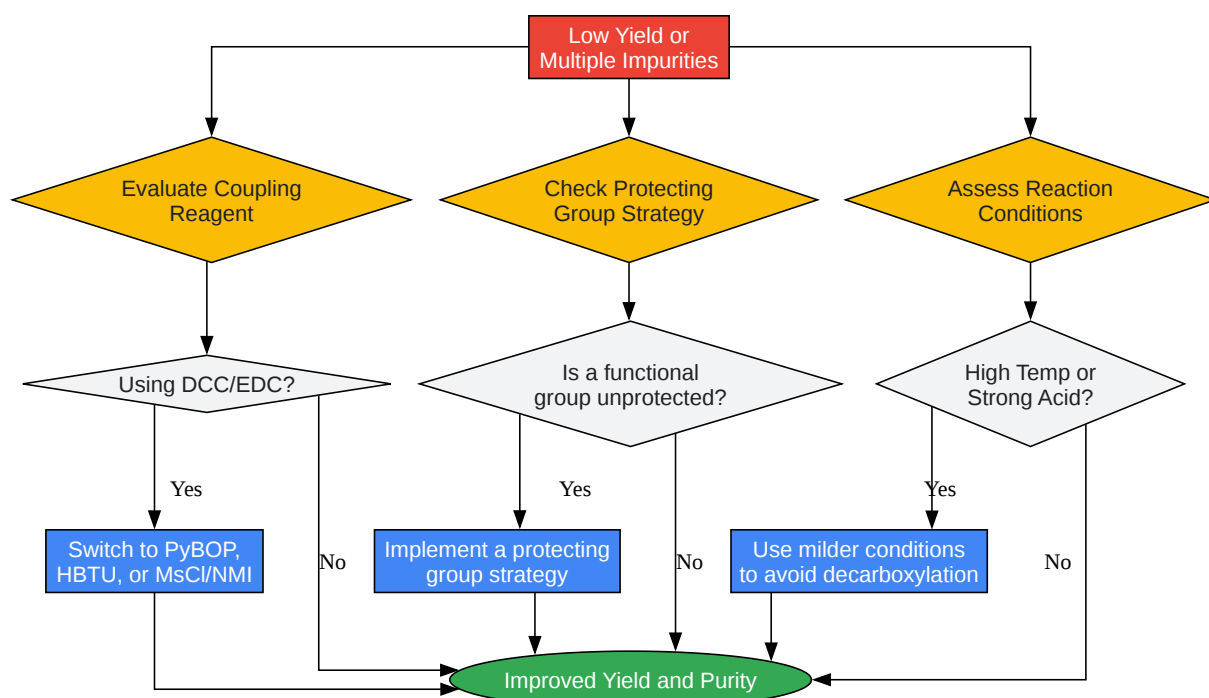 Low Yield or
Multiple Impurities
Evaluate Coupling
Reagent
Check Protecting
Group Strategy
Assess Reaction
Conditions
Using DCC/EDC?
Is a functional
group unprotected?
High Temp or
Strong Acid?
Yes
Yes
Yes
Switch to PyBOP,
HBTU, or MsCl/NMI
No
Implement a protecting
group strategy
No
Use milder conditions
to avoid decarboxylation
No
Improved Yield and Purity